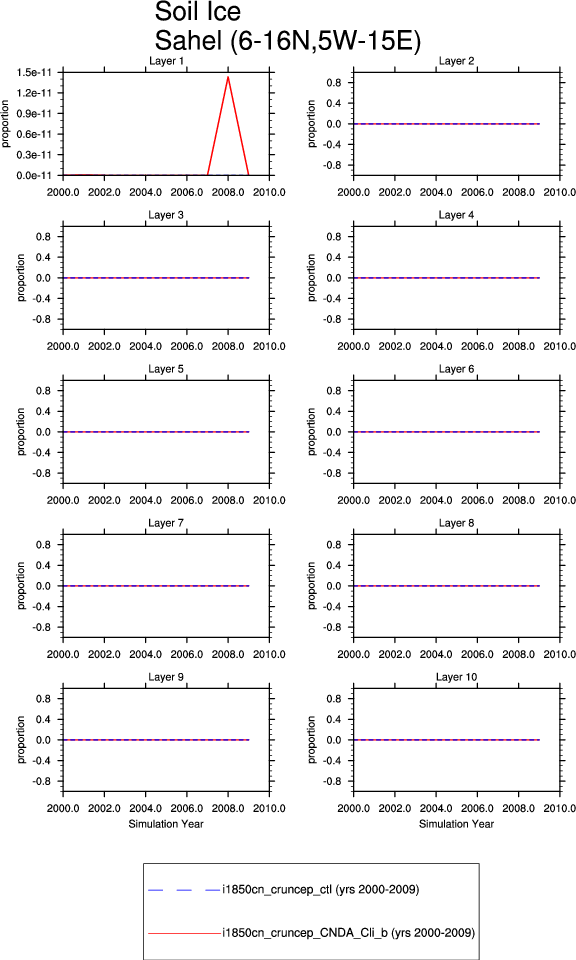 Soil Ice
Sahel (6-16N,5W-15E)
Layer 1
proportion
1.5e-11
1.2e-11
0.9e-11
0.6e-11
0.3e-11
0.0e-11
2000.0 2002.0 2004.0 2006.0 2008.0 2010.0
Layer 2
proportion
0.8
0.4
0.0
-0.4
-0.8
2000.0 2002.0 2004.0 2006.0 2008.0 2010.0
Layer 3
proportion
0.8
0.4
0.0
-0.4
-0.8
2000.0 2002.0 2004.0 2006.0 2008.0 2010.0
Layer 4
proportion
0.8
0.4
0.0
-0.4
-0.8
2000.0 2002.0 2004.0 2006.0 2008.0 2010.0
Layer 5
proportion
0.8
0.4
0.0
-0.4
-0.8
2000.0 2002.0 2004.0 2006.0 2008.0 2010.0
Layer 6
proportion
0.8
0.4
0.0
-0.4
-0.8
2000.0 2002.0 2004.0 2006.0 2008.0 2010.0
Layer 7
proportion
0.8
0.4
0.0
-0.4
-0.8
2000.0 2002.0 2004.0 2006.0 2008.0 2010.0
Layer 8
proportion
0.8
0.4
0.0
-0.4
-0.8
2000.0 2002.0 2004.0 2006.0 2008.0 2010.0
Layer 9
proportion
0.8
0.4
0.0
-0.4
-0.8
2000.0 2002.0 2004.0 2006.0 2008.0 2010.0
Simulation Year
Layer 10
proportion
0.8
0.4
0.0
-0.4
-0.8
2000.0 2002.0 2004.0 2006.0 2008.0 2010.0
Simulation Year
i1850cn_cruncep_ctl (yrs 2000-2009)
i1850cn_cruncep_CNDA_Cli_b (yrs 2000-2009)